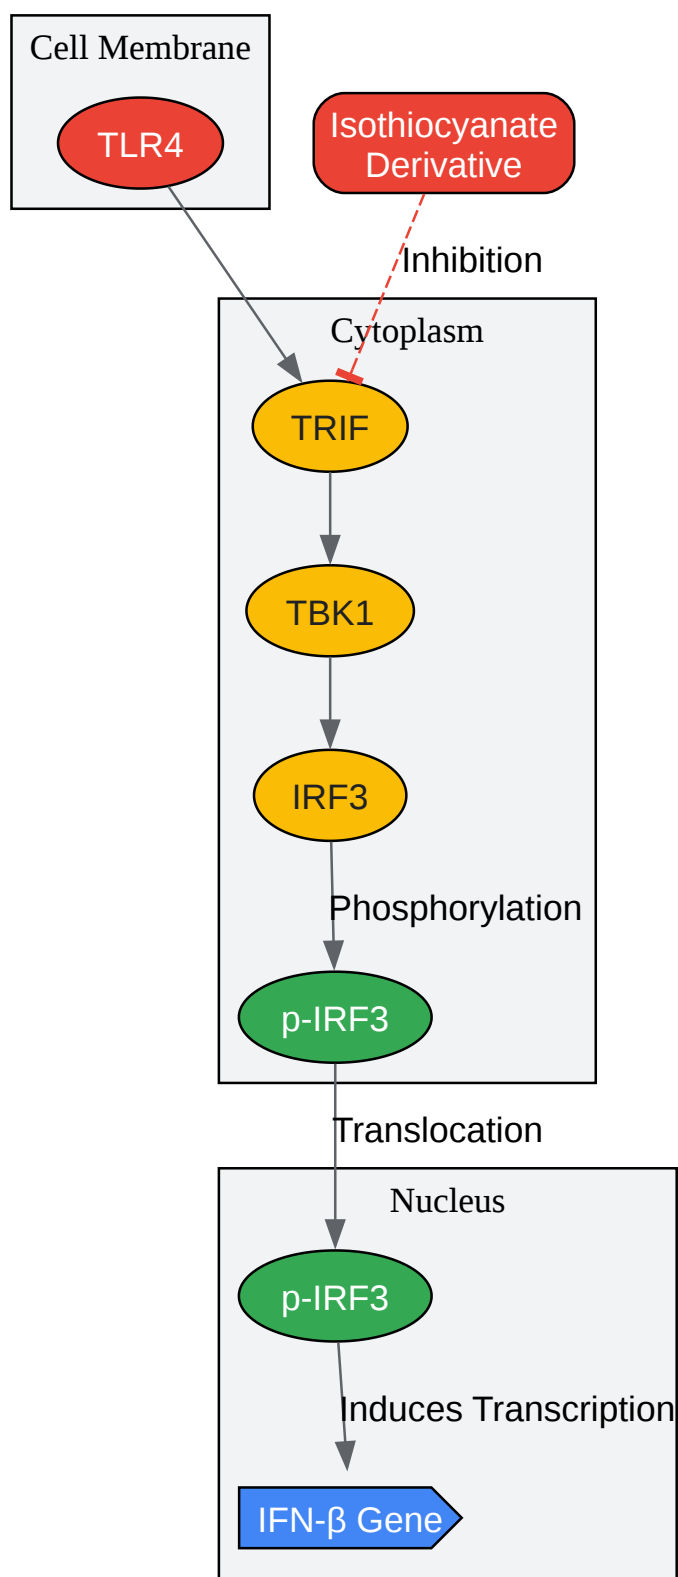 Cell Membrane
TLR4
Isothiocyanate
Derivative
Inhibition
Cytoplasm
TRIF
TBK1
IRF3
Phosphorylation
p-IRF3
Translocation
Nucleus
p-IRF3
Induces Transcription
IFN-β Gene